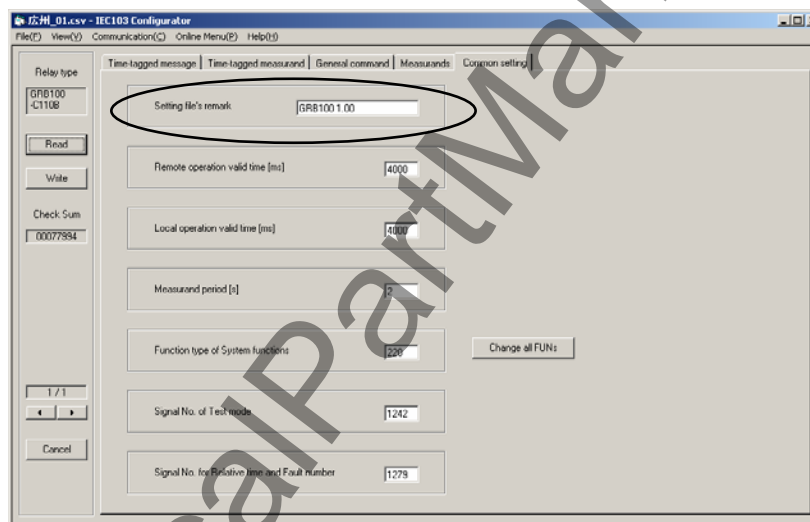 広州_01.csv - IEC103 Configurator
File(F) View(V) Communication(C) Online Menu(P) Help(H)
Time-tagged message Time-tagged measurand General command Measurands Common setting
Relay type
GRB100
-C110B
Read
Write
Check Sum
00077994
1 / 1
Cancel
Setting file's remark GRB100 1.00
Remote operation valid time [ms] 4000
Local operation valid time [ms] 4000
Measurand period [s] 2
Function type of System functions 220
Change all FUNs
Signal No. of Test mode 1242
Signal No. for Relative time and Fault number 1279